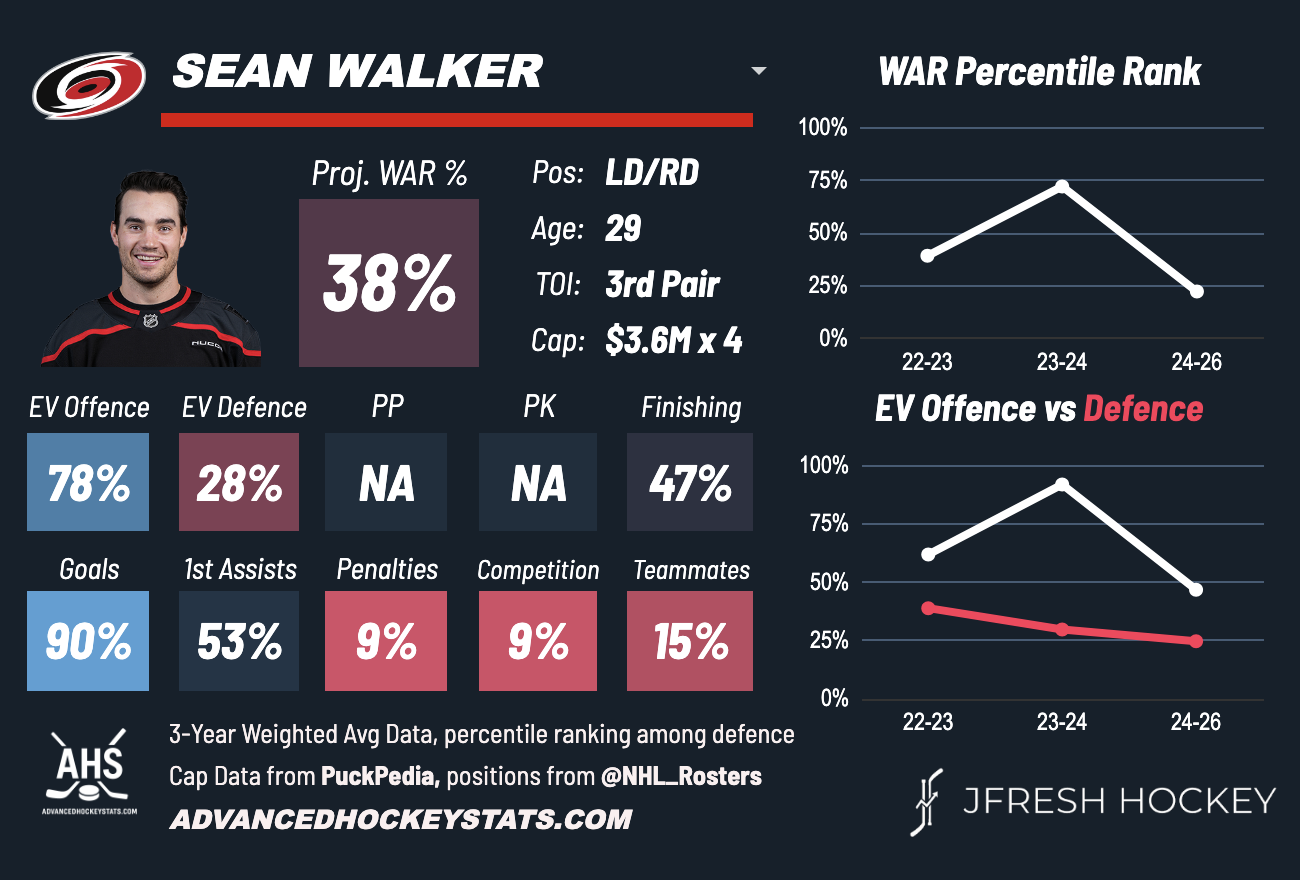 SEAN WALKER
WAR Percentile Rank
Proj. WAR %
38%
Pos: LD/RD
Age: 29
TOI: 3rd Pair
Cap: $3.6M x 4
HUCO
100%
75%
50%
25%
0%
22-23 23-24 24-26
EV Offence EV Defence PP PK Finishing
78% 28% NA NA 47%
Goals 1st Assists Penalties Competition Teammates
90% 53% 9% 9% 15%
EV Offence vs Defence
100%
75%
50%
25%
0%
22-23 23-24 24-26
AHS
ADVANCEDHOCKEYSTATS.COM
3-Year Weighted Avg Data, percentile ranking among defence
Cap Data from PuckPedia, positions from @NHL_Rosters
ADVANCEDHOCKEYSTATS.COM
JFRESH HOCKEY